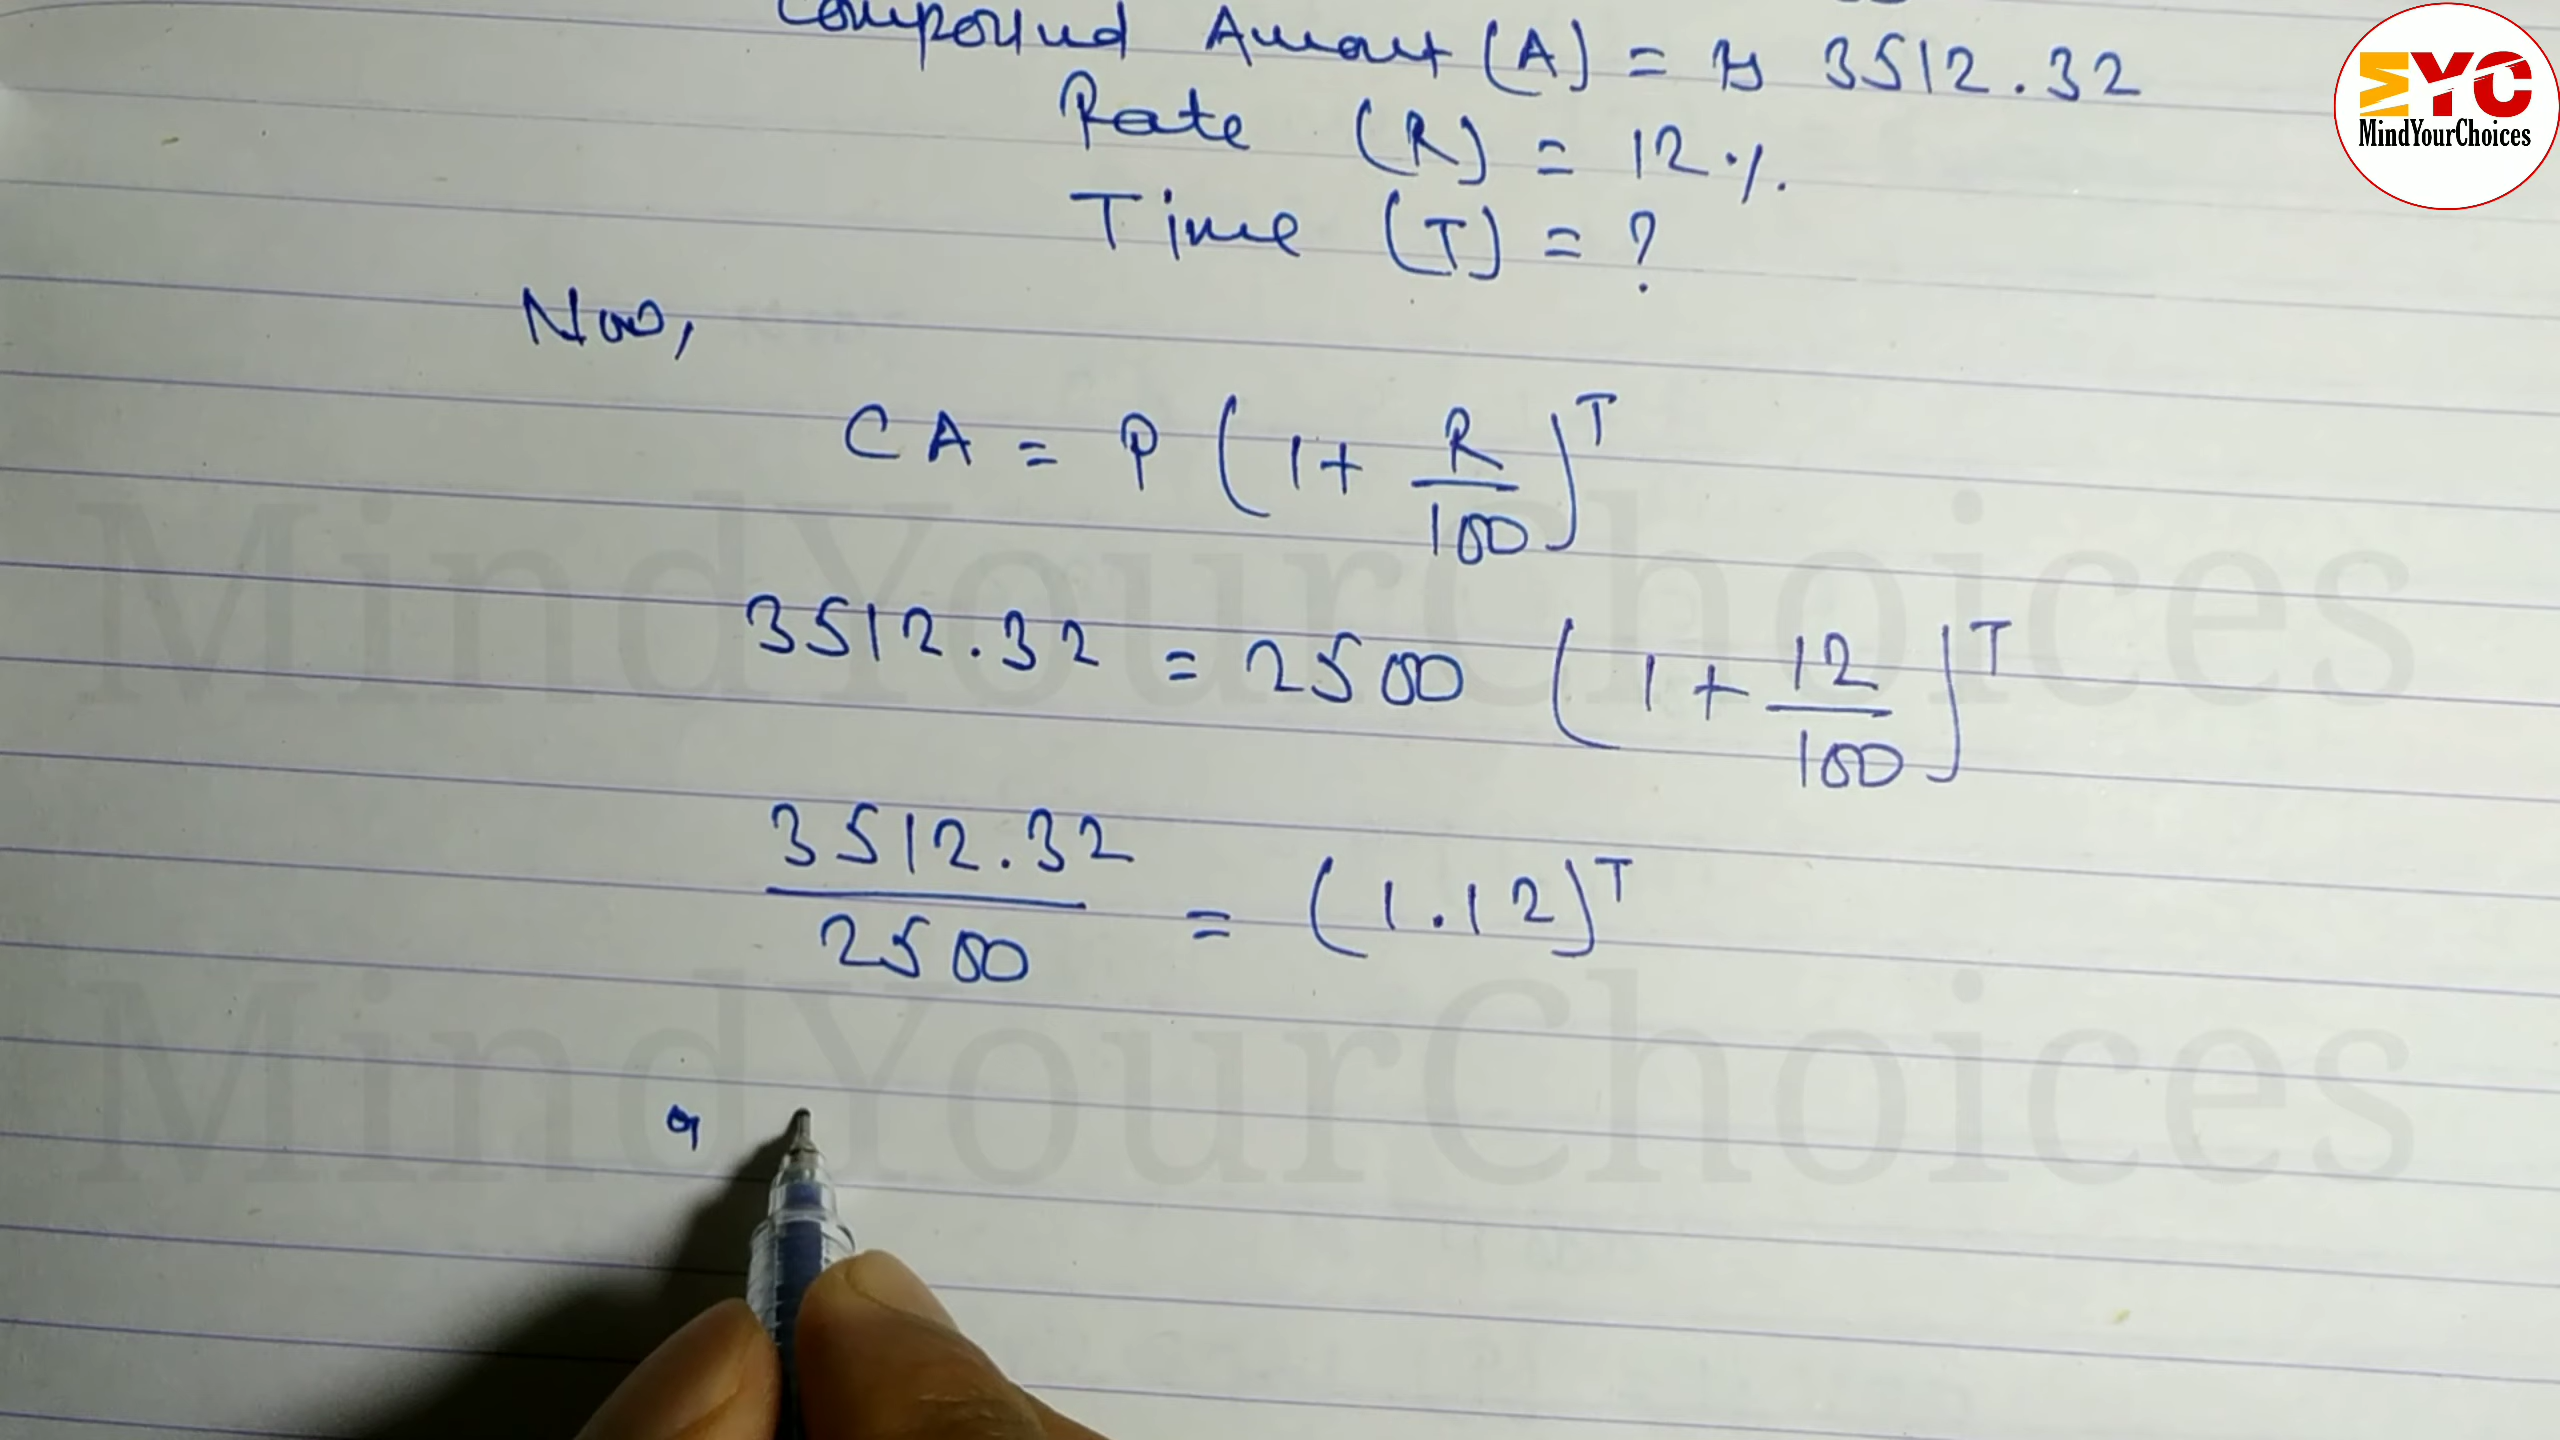 Compound Amount (A) = Rs 3512.32
MYC
MindYourChoices
Rate (R) = 12%.
Time (T) = ?
Now,
CA = P (1 + R/100)^T
3512.32 = 2500 (1 + 12/100)^T
3512.32/2500 = (1.12)^T
or
MindYourChoices
MindYourChoices